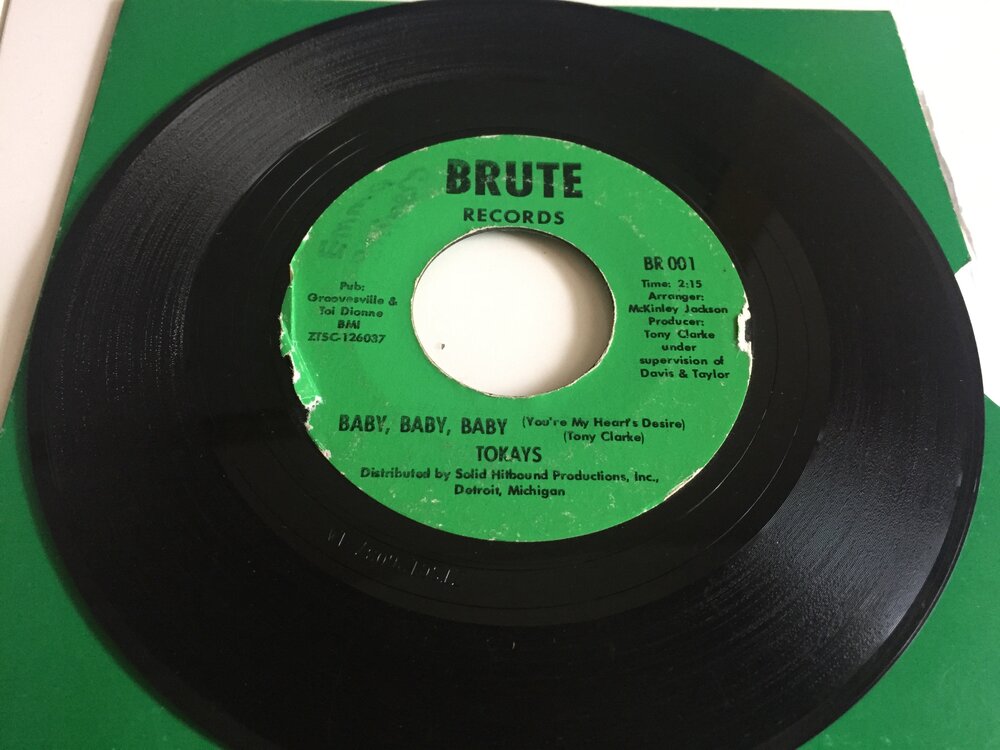 BRUTE
RECORDS
Pub:
Groovesville &
Toi Dionne
BMI
ZTSC-126037
BR 001
Time: 2:15
Arranger:
McKinley Jackson
Producer:
Tony Clarke
under
supervision of
Davis & Taylor
BABY, BABY, BABY (You're My Heart's Desire)
(Tony Clarke)
TOKAYS
Distributed by Solid Hitbound Productions, Inc.,
Detroit, Michigan